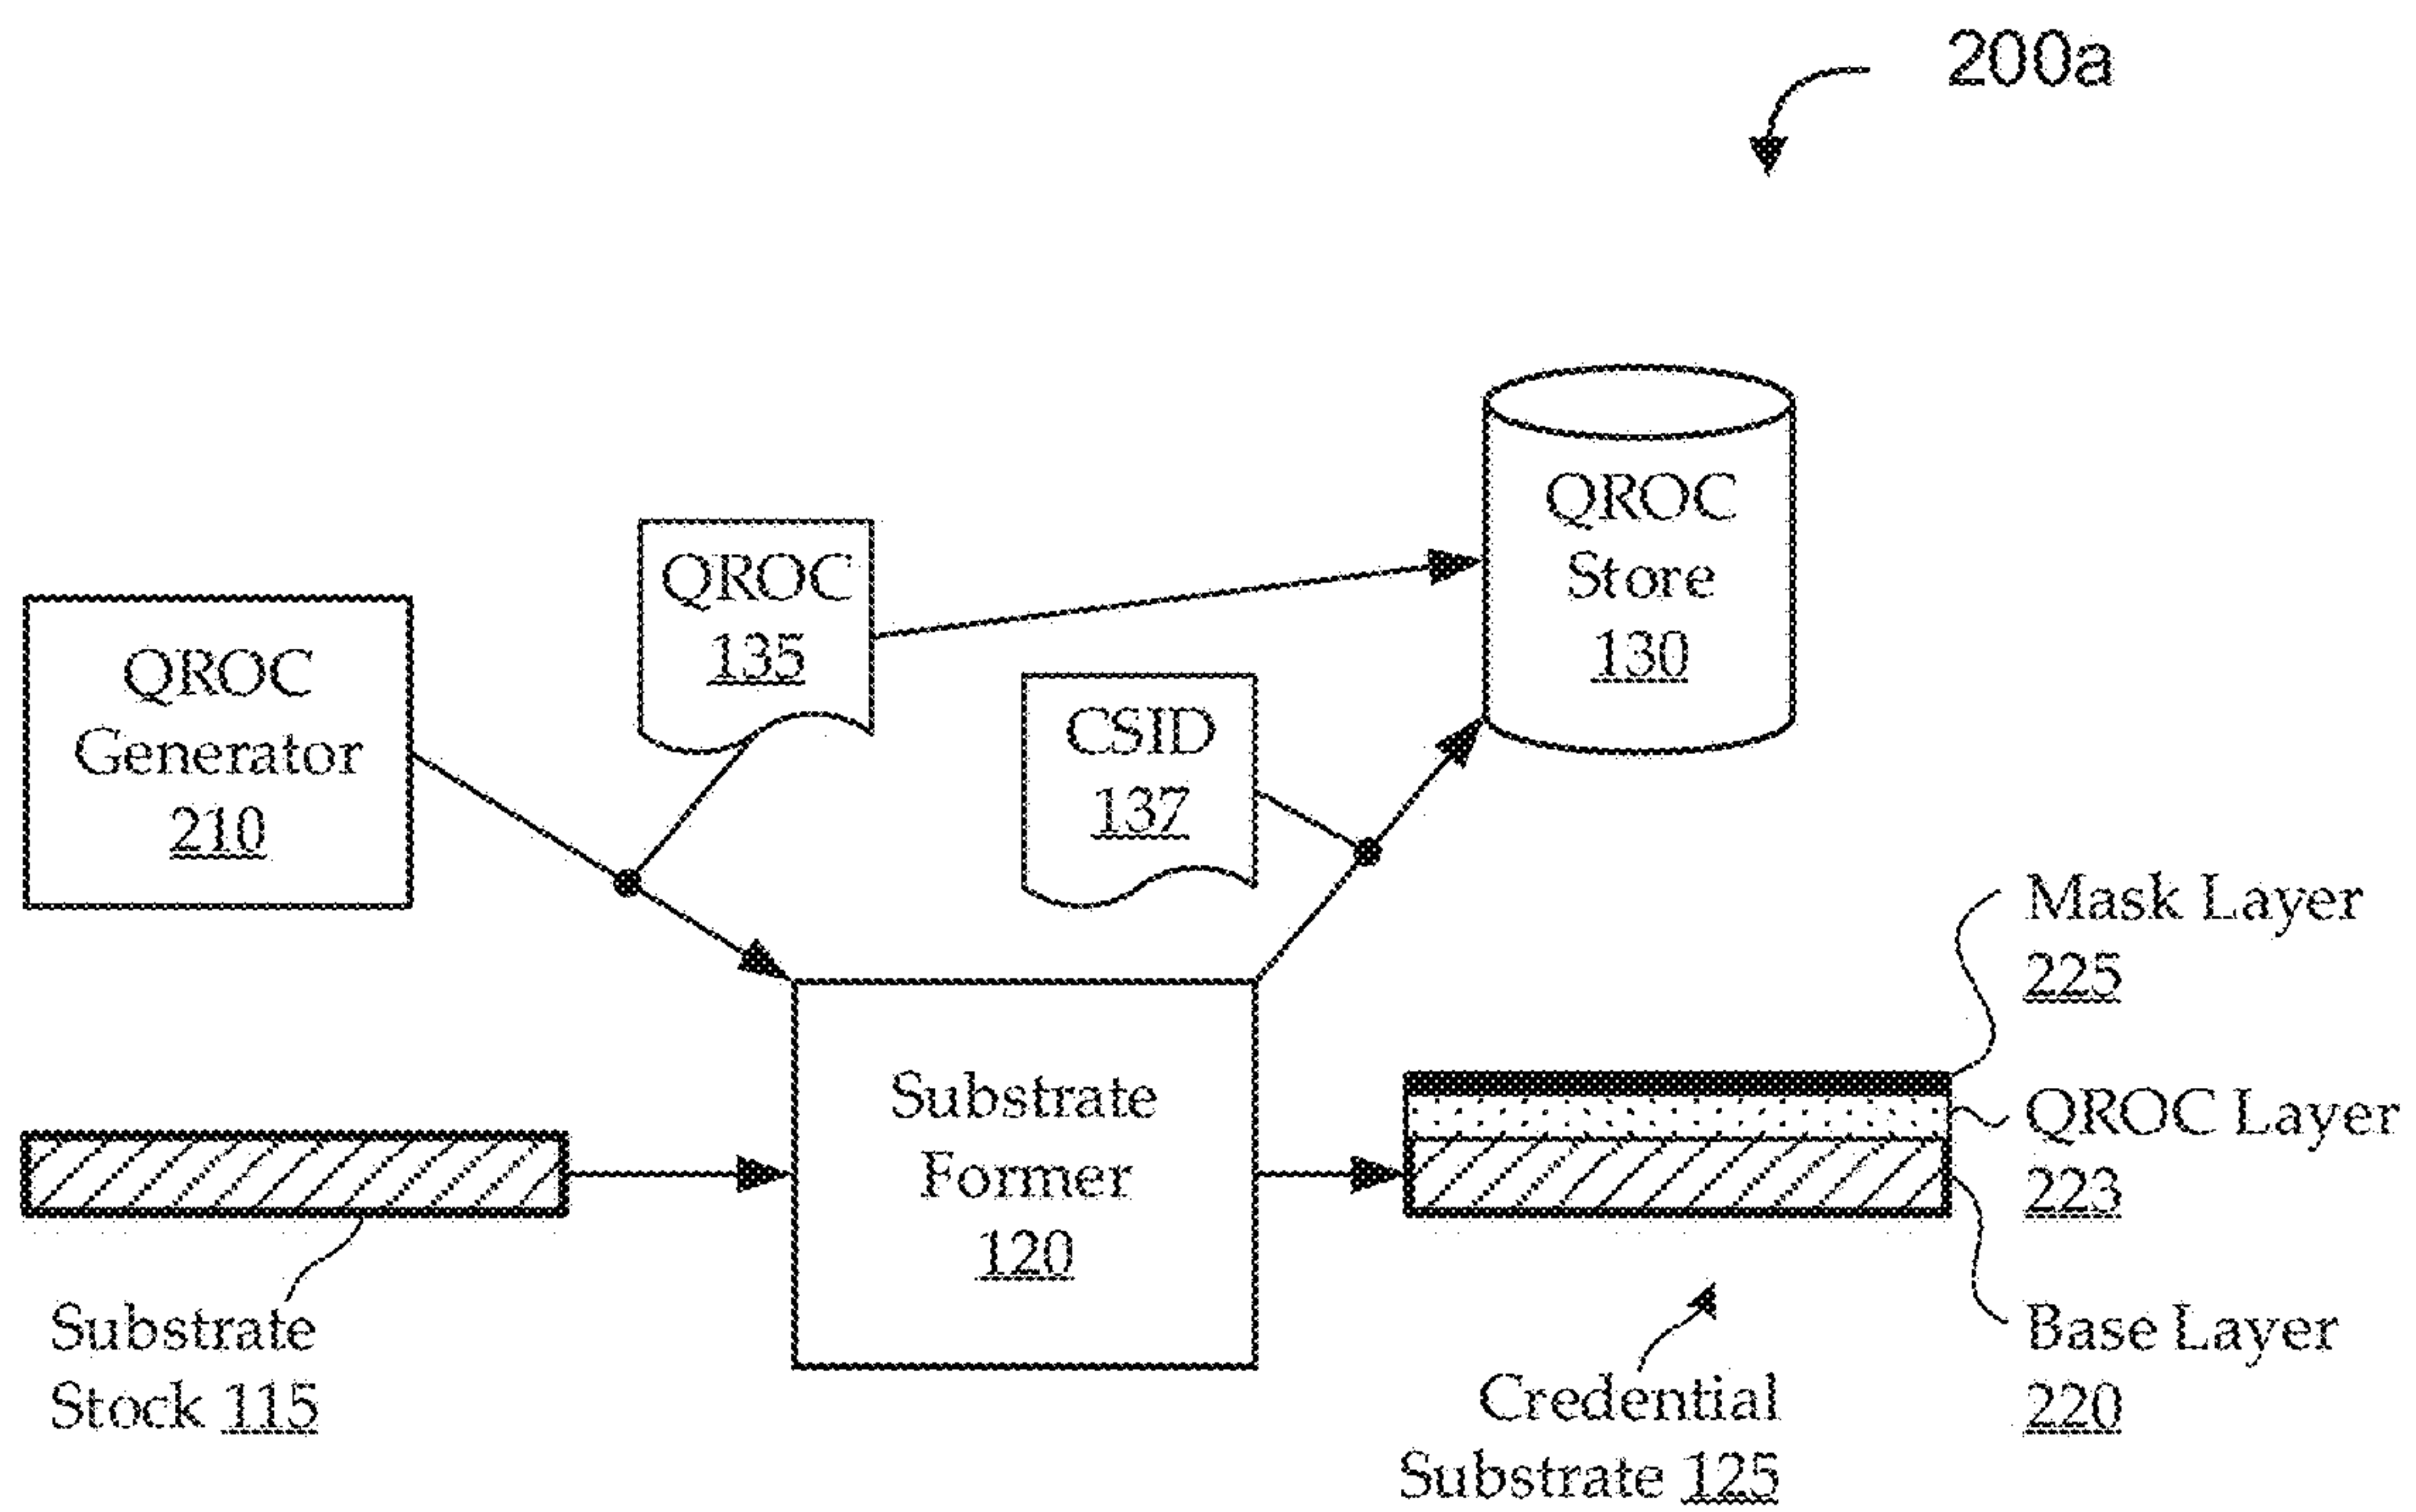 200a
QROC
Store
130
QROC
135
QROC
Generator
210
CSID
137
Mask Layer
225
QROC Layer
223
Base Layer
220
Substrate
Former
120
Substrate
Stock 115
Credential
Substrate 125